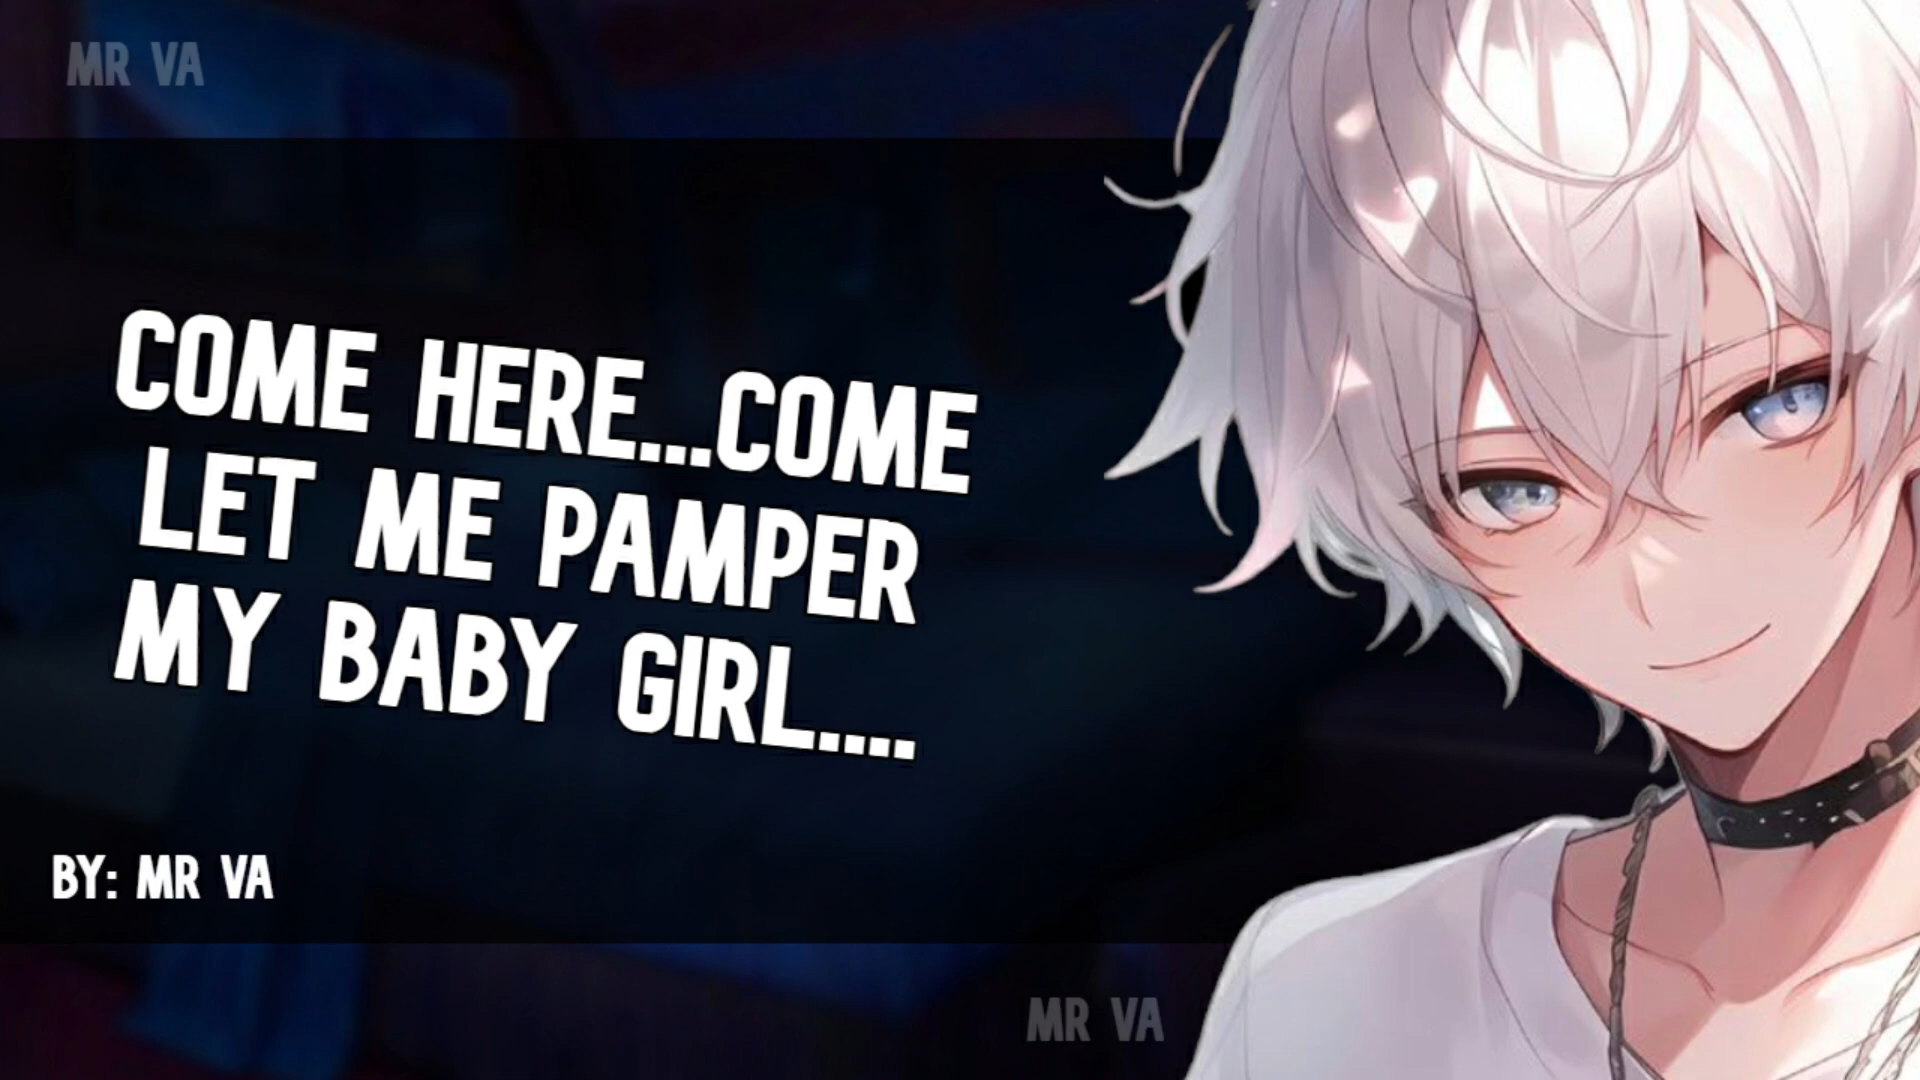 MR VA
COME HERE...COME
LET ME PAMPER
MY BABY GIRL....
BY: MR VA
MR VA